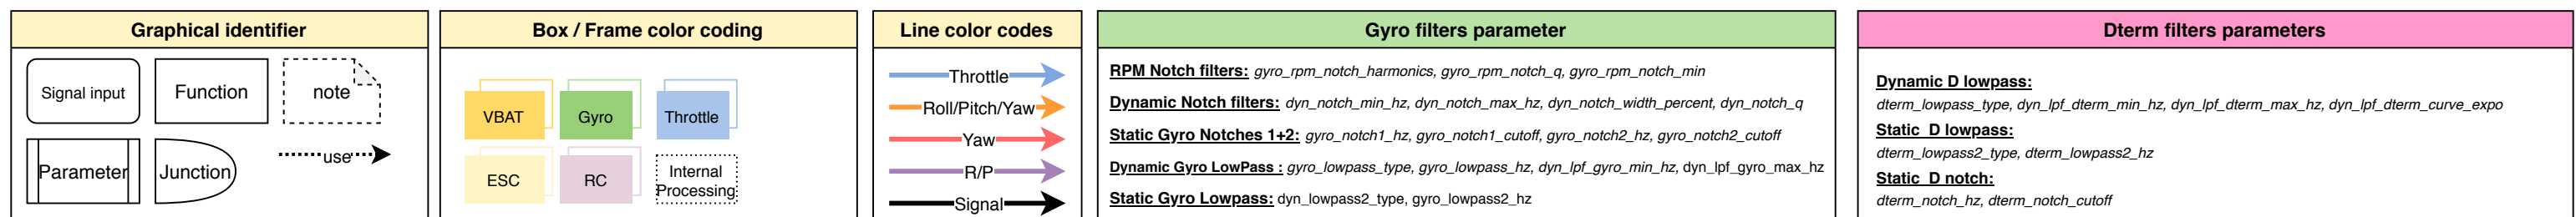 Graphical identifier
Signal input
Function
note
Parameter
Junction
use
Box / Frame color coding
VBAT
Gyro
Throttle
ESC
RC
Internal
Processing
Line color codes
Throttle
Roll/Pitch/Yaw
Yaw
R/P
Signal
Gyro filters parameter
RPM Notch filters: gyro_rpm_notch_harmonics, gyro_rpm_notch_q, gyro_rpm_notch_min
Dynamic Notch filters: dyn_notch_min_hz, dyn_notch_max_hz, dyn_notch_width_percent, dyn_notch_q
Static Gyro Notches 1+2: gyro_notch1_hz, gyro_notch1_cutoff, gyro_notch2_hz, gyro_notch2_cutoff
Dynamic Gyro LowPass : gyro_lowpass_type, gyro_lowpass_hz, dyn_lpf_gyro_min_hz, dyn_lpf_gyro_max_hz
Static Gyro Lowpass: dyn_lowpass2_type, gyro_lowpass2_hz
Dterm filters parameters
Dynamic D lowpass:
dterm_lowpass_type, dyn_lpf_dterm_min_hz, dyn_lpf_dterm_max_hz, dyn_lpf_dterm_curve_expo
Static  D lowpass:
dterm_lowpass2_type, dterm_lowpass2_hz
Static  D notch:
dterm_notch_hz, dterm_notch_cutoff